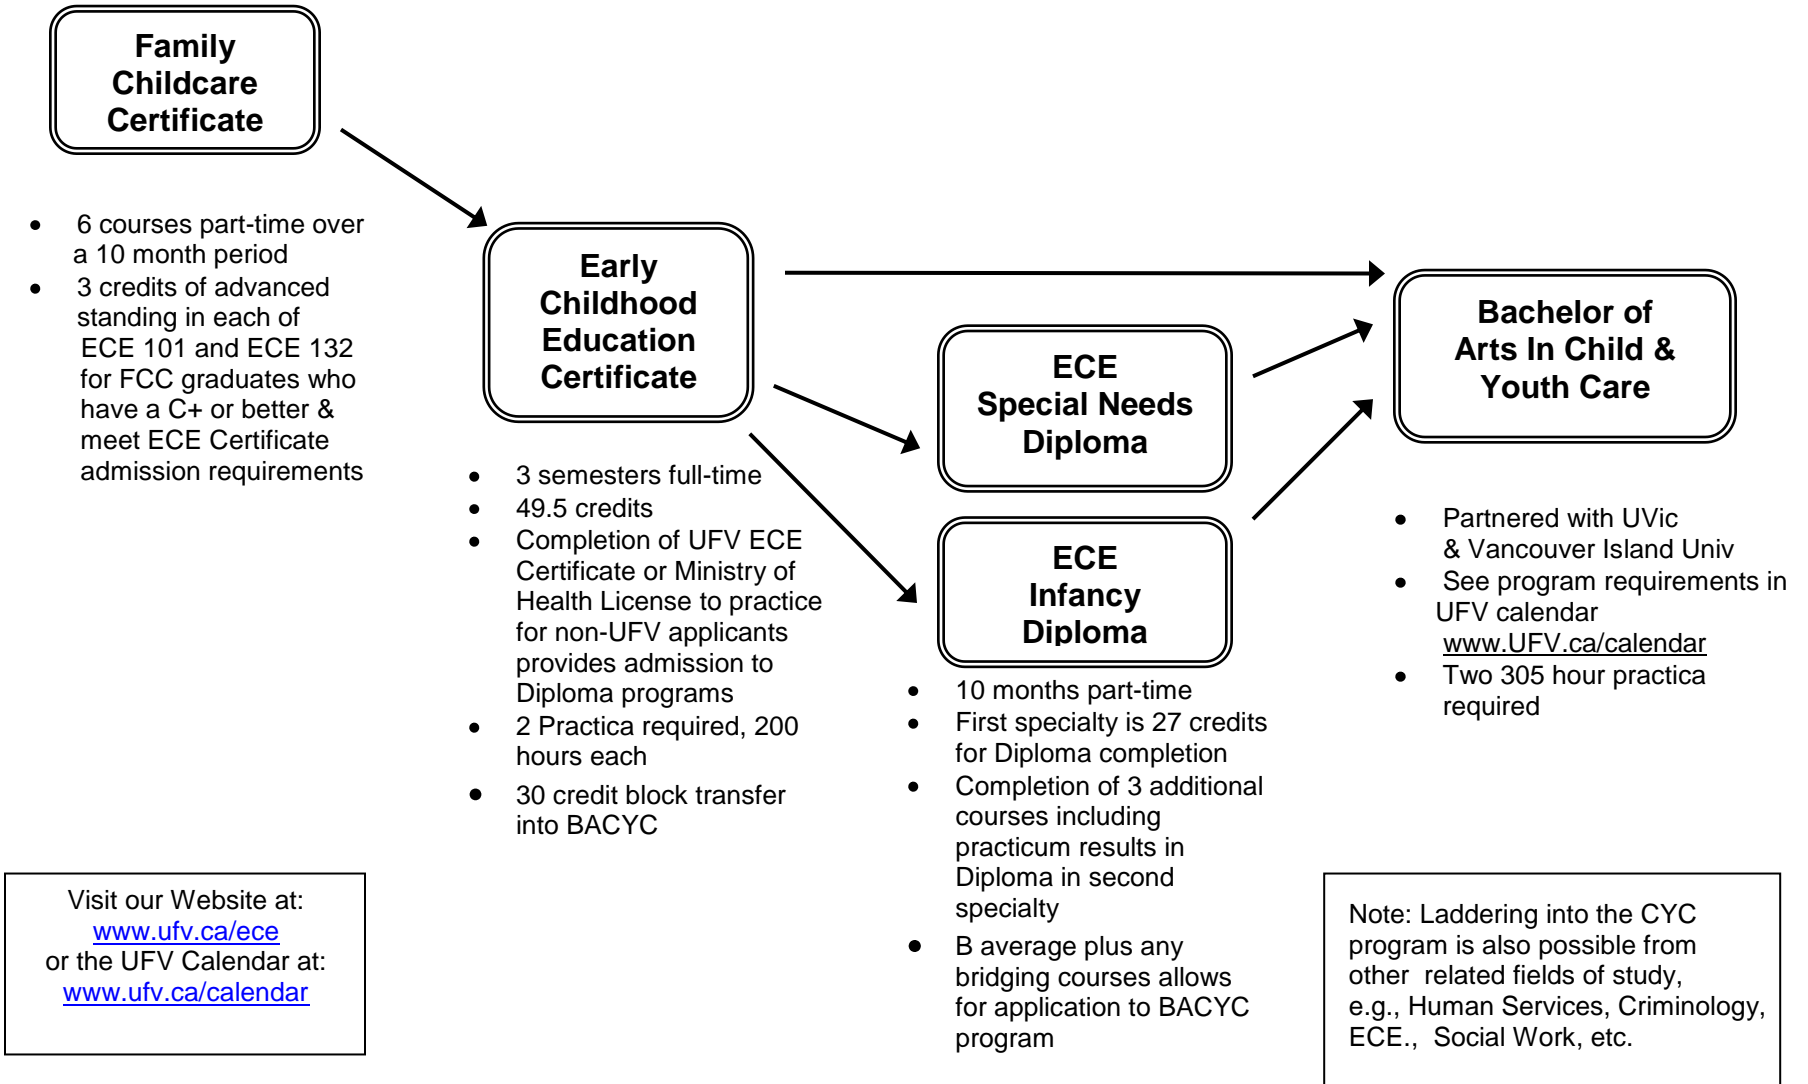 Family
Childcare
Certificate
• 6 courses part-time over
a 10 month period
• 3 credits of advanced
standing in each of
ECE 101 and ECE 132
for FCC graduates who
have a C+ or better &
meet ECE Certificate
admission requirements
Early
Childhood
Education
Certificate
• 3 semesters full-time
• 49.5 credits
• Completion of UFV ECE
Certificate or Ministry of
Health License to practice
for non-UFV applicants
provides admission to
Diploma programs
• 2 Practica required, 200
hours each
• 30 credit block transfer
into BACYC
ECE
Special Needs
Diploma
ECE
Infancy
Diploma
• 10 months part-time
• First specialty is 27 credits
for Diploma completion
• Completion of 3 additional
courses including
practicum results in
Diploma in second
specialty
• B average plus any
bridging courses allows
for application to BACYC
program
Bachelor of
Arts In Child &
Youth Care
• Partnered with UVic
& Vancouver Island Univ
• See program requirements in
UFV calendar
www.UFV.ca/calendar
• Two 305 hour practica
required
Visit our Website at:
www.ufv.ca/ece
or the UFV Calendar at:
www.ufv.ca/calendar
Note: Laddering into the CYC
program is also possible from
other related fields of study,
e.g., Human Services, Criminology,
ECE., Social Work, etc.